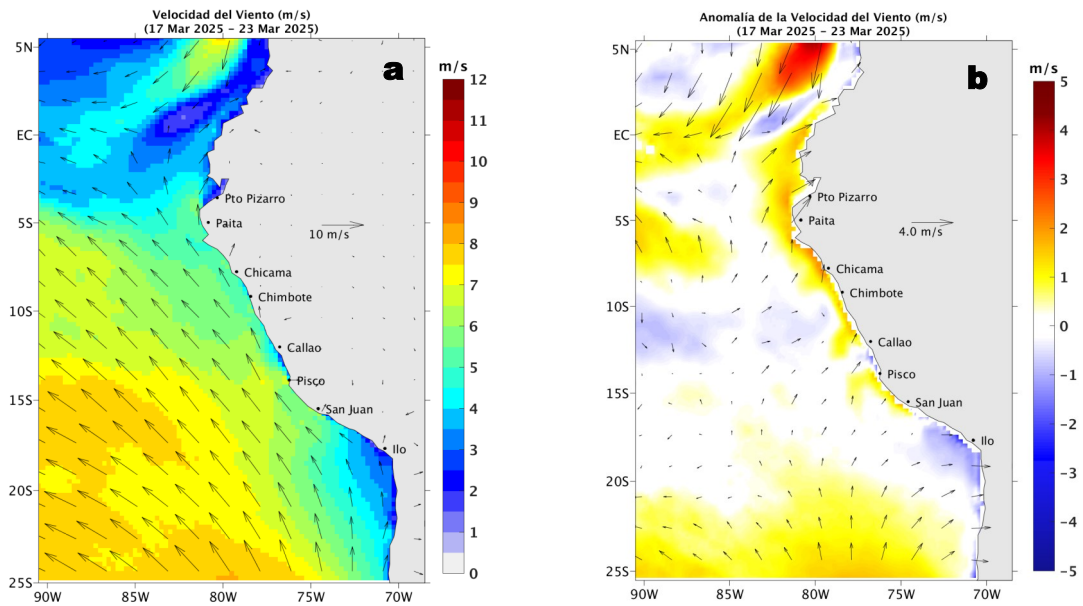 Velocidad del Viento (m/s)
(17 Mar 2025 – 23 Mar 2025)
a
m/s
12
11
10
9
8
7
6
5
4
3
2
1
0
5N
EC
5S
10S
15S
20S
25S
90W
85W
80W
75W
70W
Pto Pizarro
Paita
10 m/s
Chicama
Chimbote
Callao
Pisco
San Juan
Ilo
Anomalía de la Velocidad del Viento (m/s)
(17 Mar 2025 – 23 Mar 2025)
b
m/s
5
4
3
2
1
0
-1
-2
-3
-4
-5
5N
EC
5S
10S
15S
20S
25S
90W
85W
80W
75W
70W
Pto Pizarro
Paita
4.0 m/s
Chicama
Chimbote
Callao
Pisco
San Juan
Ilo